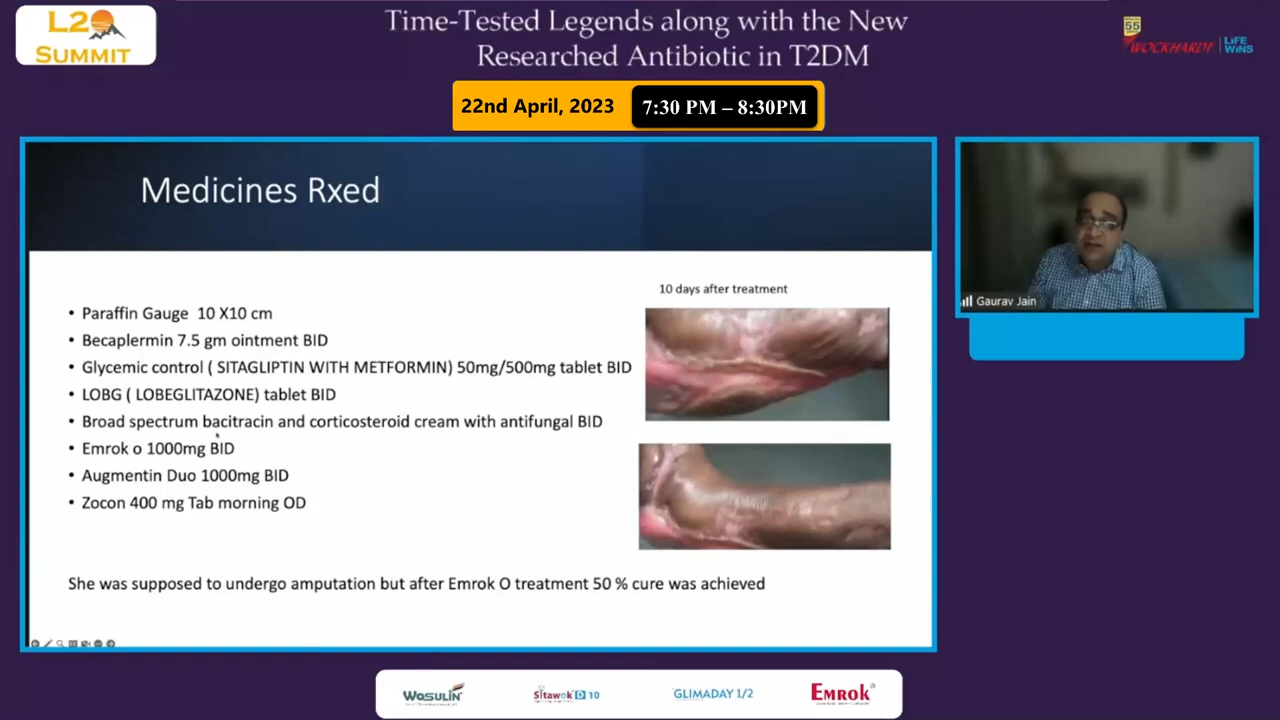 L2O
SUMMIT
Time-Tested Legends along with the New
Researched Antibiotic in T2DM
55
WOCKHARDT
LiFE
WiNS
22nd April, 2023
7:30 PM – 8:30PM
Medicines Rxed
10 days after treatment
• Paraffin Gauge 10 X10 cm
• Becaplermin 7.5 gm ointment BID
• Glycemic control ( SITAGLIPTIN WITH METFORMIN) 50mg/500mg tablet BID
• LOBG ( LOBEGLITAZONE) tablet BID
• Broad spectrum bacitracin and corticosteroid cream with antifungal BID
• Emrok o 1000mg BID
• Augmentin Duo 1000mg BID
• Zocon 400 mg Tab morning OD
She was supposed to undergo amputation but after Emrok O treatment 50 % cure was achieved
Gaurav Jain
WOSULIN
Sitawok D 10
GLIMADAY 1/2
EMROK